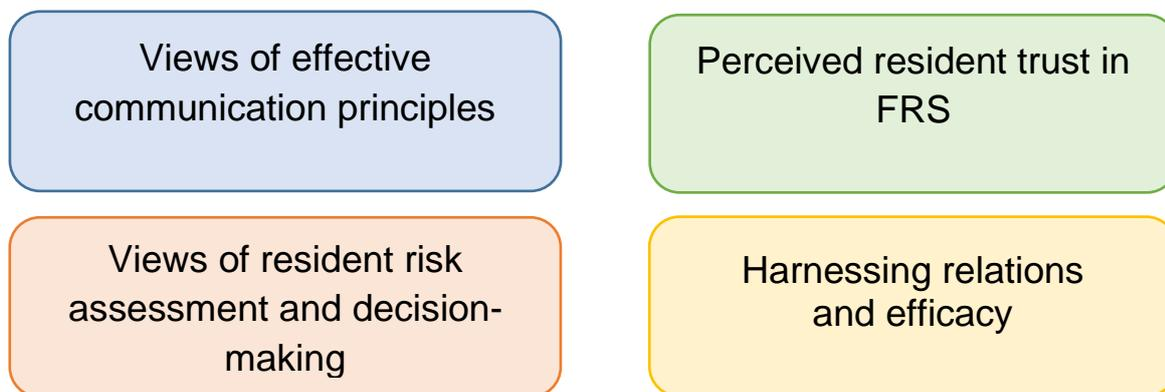 Views of effective
communication principles
Perceived resident trust in
FRS
Views of resident risk
assessment and decision-
making
Harnessing relations
and efficacy